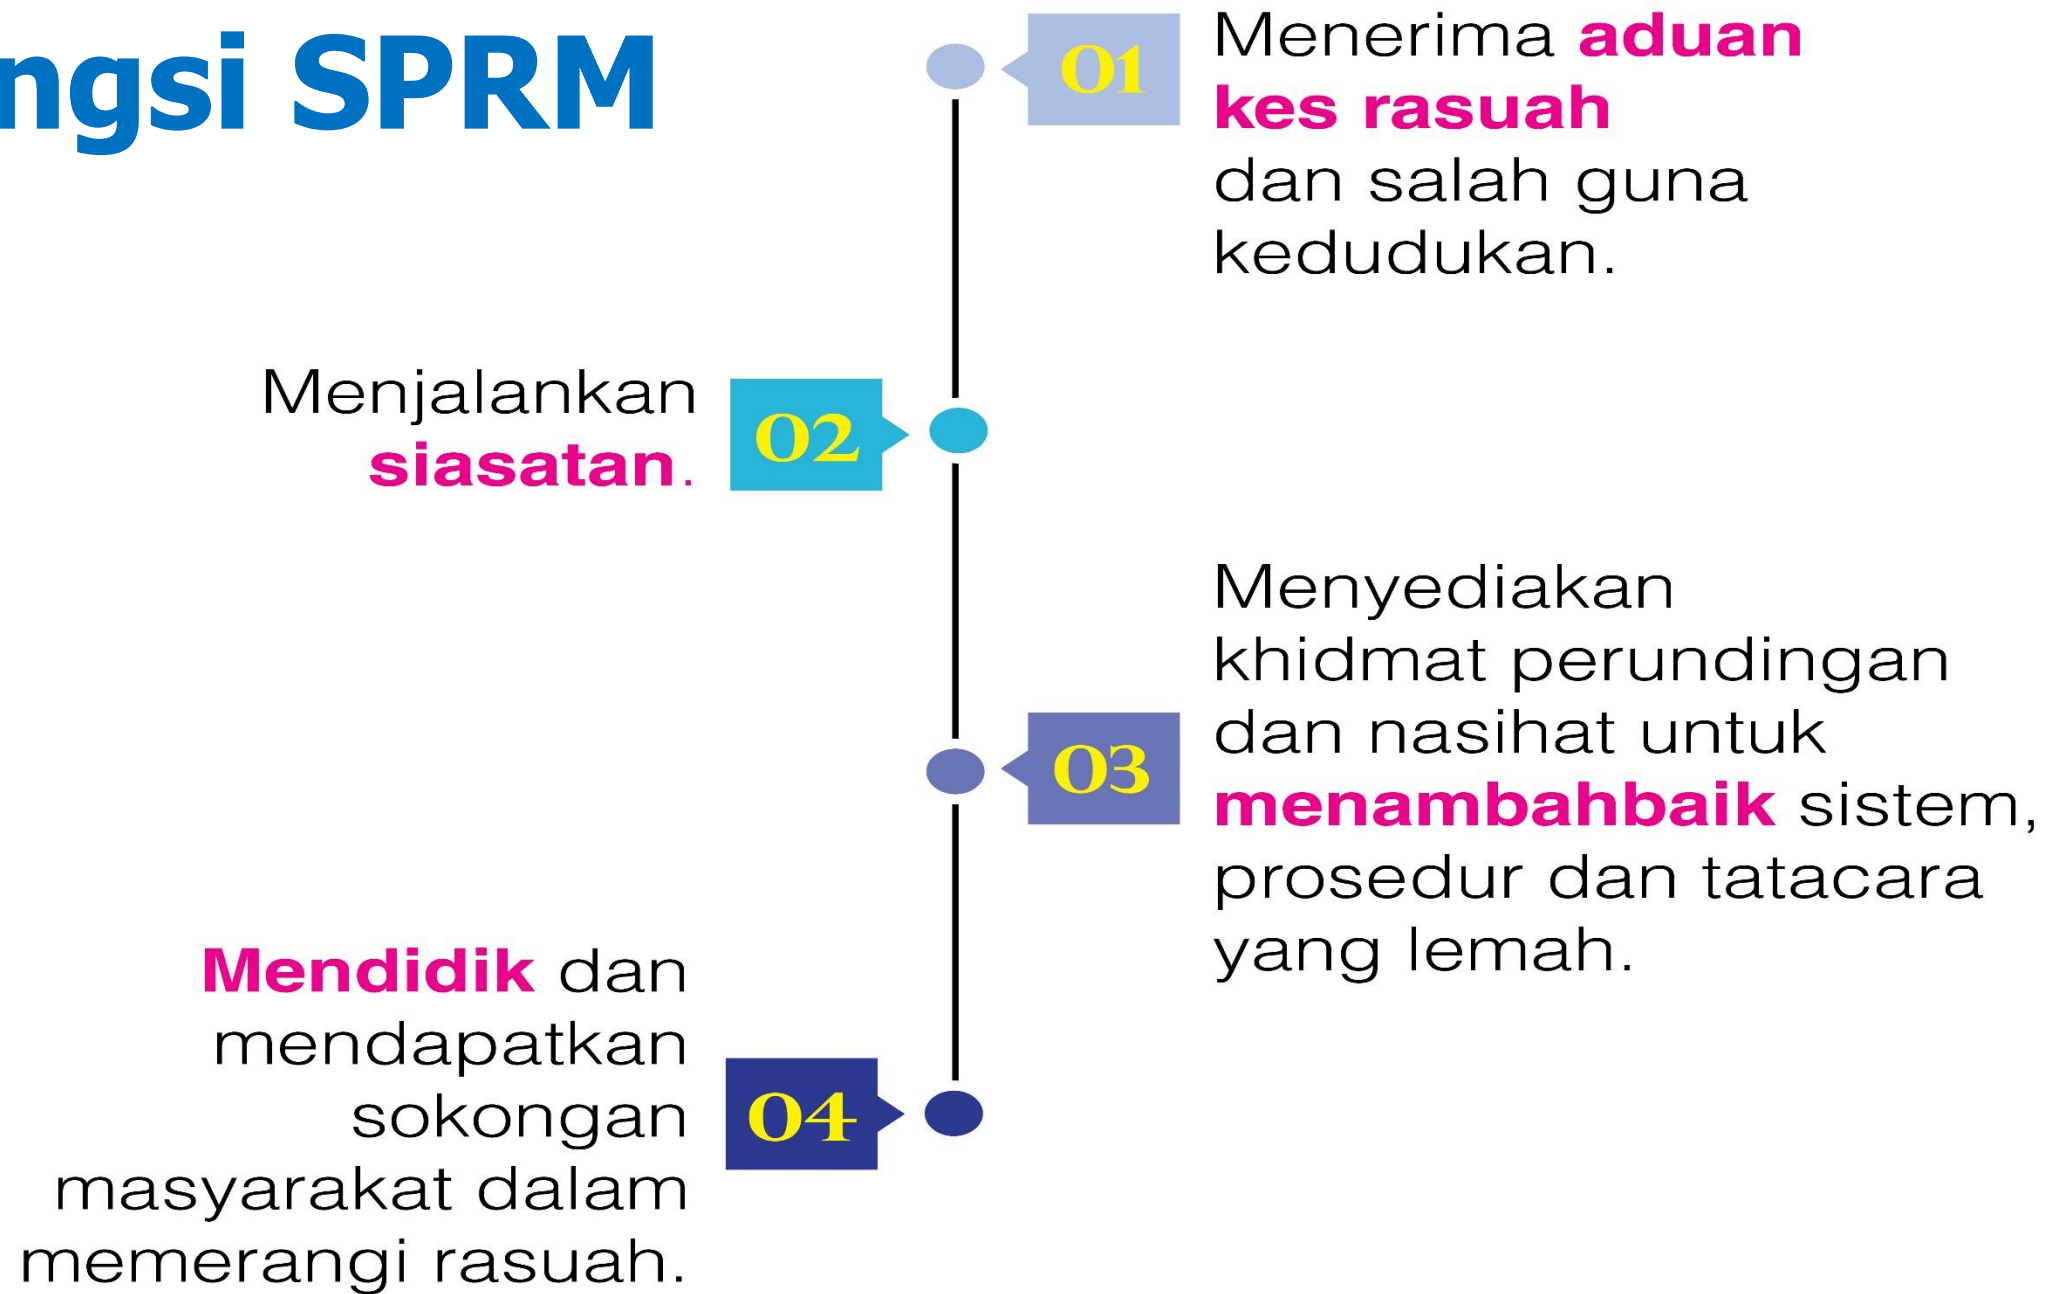 ngsi SPRM
01
Menerima aduan
kes rasuah
dan salah guna
kedudukan.
Menjalankan
siasatan.
02
03
Menyediakan
khidmat perundingan
dan nasihat untuk
menambahbaik sistem,
prosedur dan tatacara
yang lemah.
Mendidik dan
mendapatkan
sokongan
masyarakat dalam
memerangi rasuah.
04